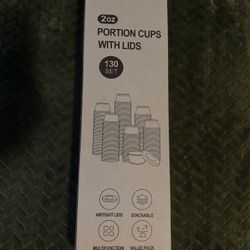 2oz
PORTION CUPS
WITH LIDS
130
SET
AIRTIGHT LIDS
STACKABLE
MULTIFUNCTION
VALUE PACK